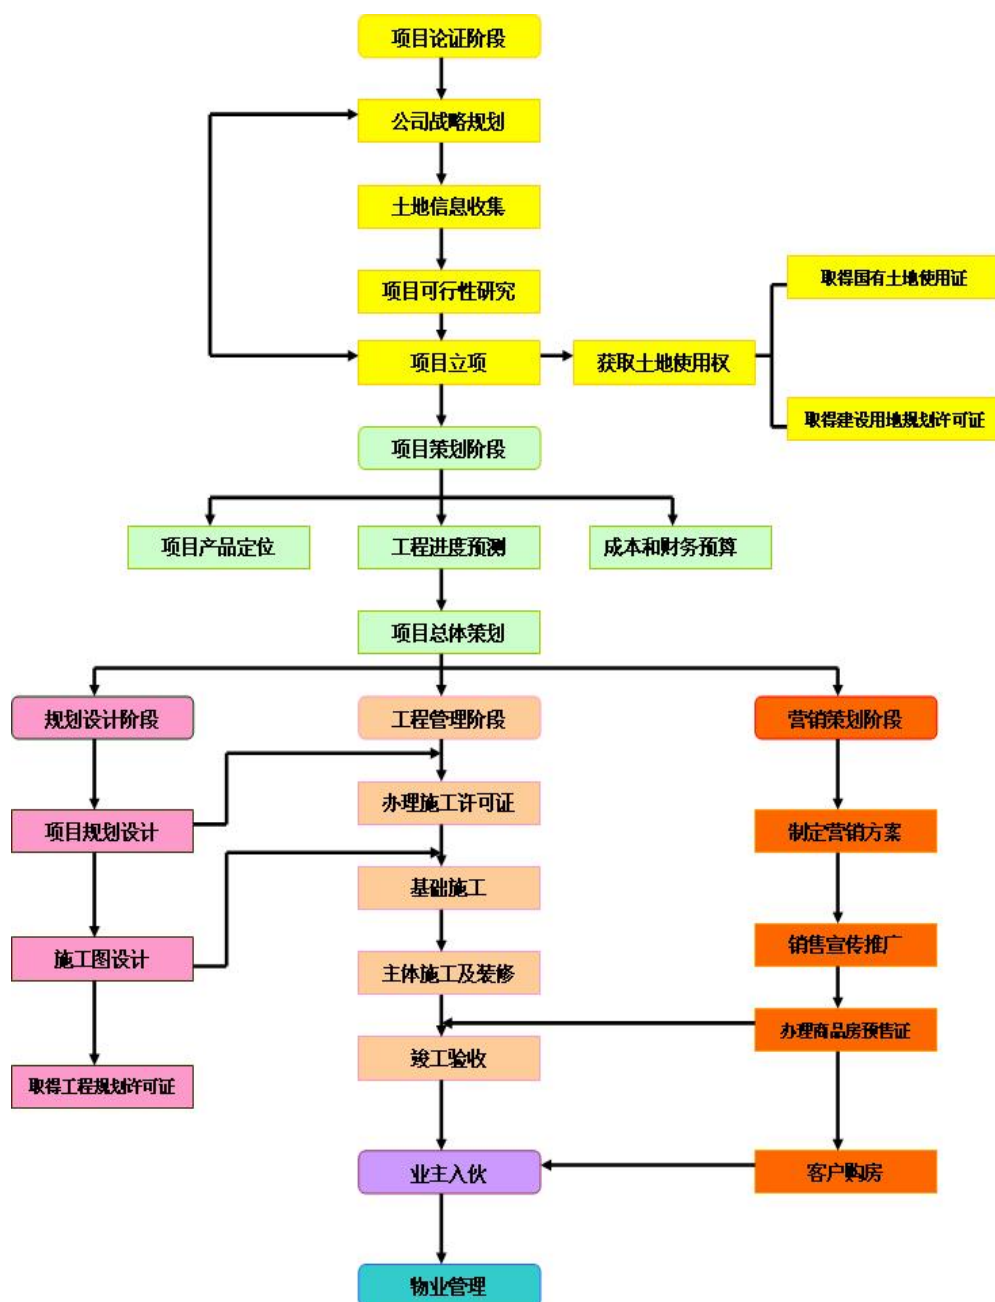 项目论证阶段
公司战略规划
土地信息收集
项目可行性研究
取得国有土地使用证
项目立项
获取土地使用权
取得建设用地规划许可证
项目策划阶段
项目产品定位
工程进度预测
成本和财务预算
项目总体策划
规划设计阶段
工程管理阶段
营销策划阶段
办理施工许可证
项目规划设计
制定营销方案
基础施工
施工图设计
销售宣传推广
主体施工及装修
办理商品房预售证
竣工验收
取得工程规划许可证
业主入伙
客户购房
物业管理